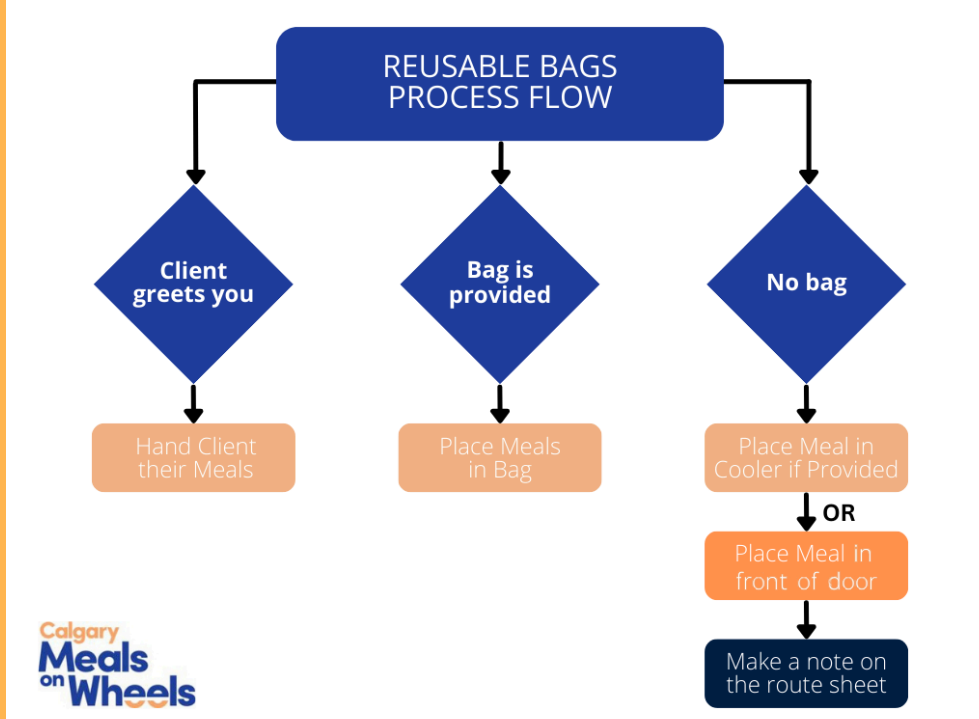 REUSABLE BAGS
PROCESS FLOW
Client
greets you
Bag is
provided
No bag
Hand Client
their Meals
Place Meals
in Bag
Place Meal in
Cooler if Provided
OR
Place Meal in
front of door
Make a note on
the route sheet
Calgary
Meals
on Wheels